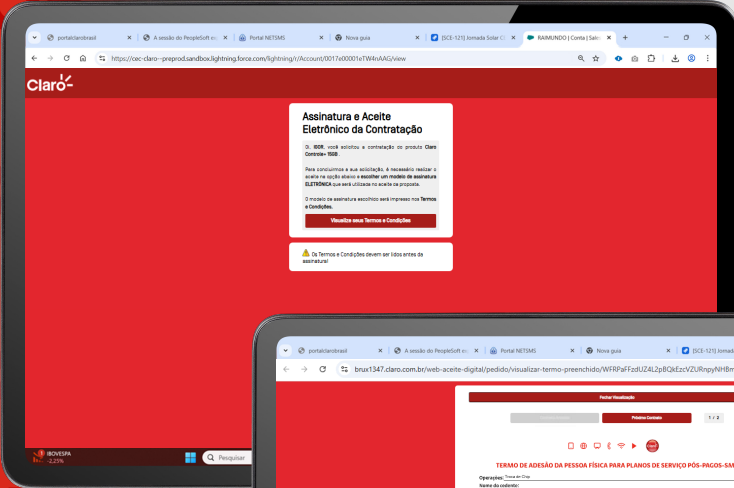 portalclarobrasil
A sessão do PeopleSoft ex
Portal NETSMS
Nova guia
[SCE-121] Jornada Solar C
RAIMUNDO | Conta | Sales
https://cec-claro--preprod.sandbox.lightning.force.com/lightning/r/Account/0017e00001eTW4nAAG/view
Claro
Assinatura e Aceite
Eletrônico da Contratação
Oi, IGOR, você solicitou a contratação do produto Claro
Controle+ 15GB.
Para concluirmos a sua solicitação, é necessário realizar o
aceite na opção abaixo e escolher um modelo de assinatura
ELETRÔNICA que será utilizada no aceite da proposta.
O modelo de assinatura escolhido será impresso nos Termos
e Condições.
Visualize seus Termos e Condições
Os Termos e Condições devem ser lidos antes da
assinatura!
IBOVESPA
-2,25%
Pesquisar
portalclarobrasil
A sessão do PeopleSoft ex
Portal NETSMS
Nova guia
[SCE-121] Jornada
brux1347.claro.com.br/web-aceite-digital/pedido/visualizar-termo-preenchido/
Fechar Visualização
Próximo Contrato
1 / 2
TERMO DE ADESÃO DA PESSOA FÍSICA PARA PLANOS DE SERVIÇO PÓS-PAGOS-SM
Operações: Troca de Chip
Nome do cedente: